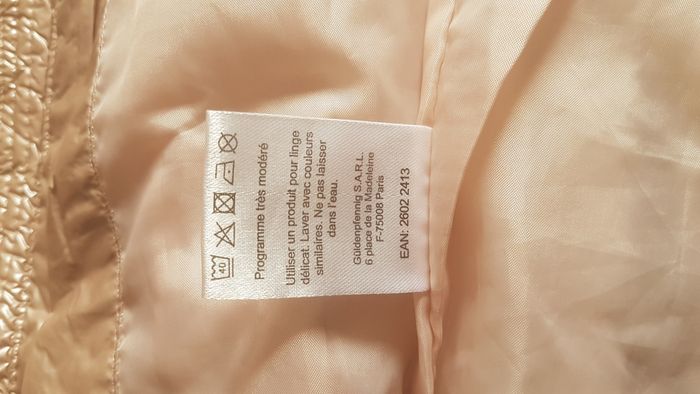 40
Programme très modéré
Utiliser un produit pour linge
délicat. Laver avec couleurs
similaires. Ne pas laisser
dans l'eau.
Güldenpfennig S.A.R.L.
6 place de la Madeleine
F-75008 Paris
EAN: 2602 2413